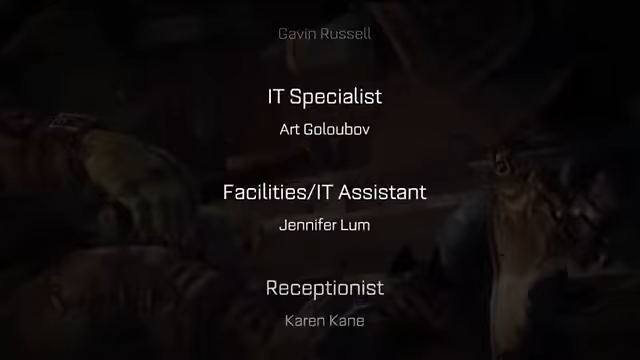 Gavin Russell
IT Specialist
Art Goloubov
Facilities/IT Assistant
Jennifer Lum
Receptionist
Karen Kane